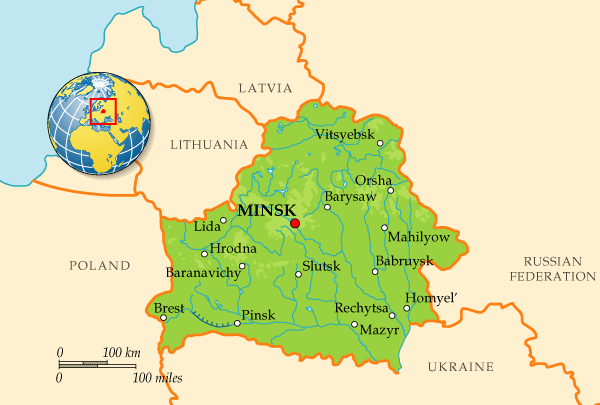 LATVIA
Vitsyebsk
LITHUANIA
Orsha
Barysaw
MINSK
Lida
Mahilyow
Hrodna
Babruysk
RUSSIAN
FEDERATION
POLAND
Baranavichy
Slutsk
Homyel’
Brest
Pinsk
Rechytsa
Mazyr
0 100 km
0 100 miles
UKRAINE